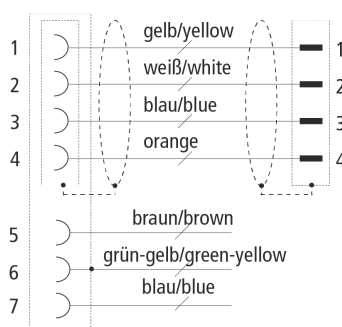 1 gelb/yellow 1
2 weiß/white 2
3 blau/blue 3
4 orange 4
5 braun/brown
6 grün-gelb/green-yellow
7 blau/blue